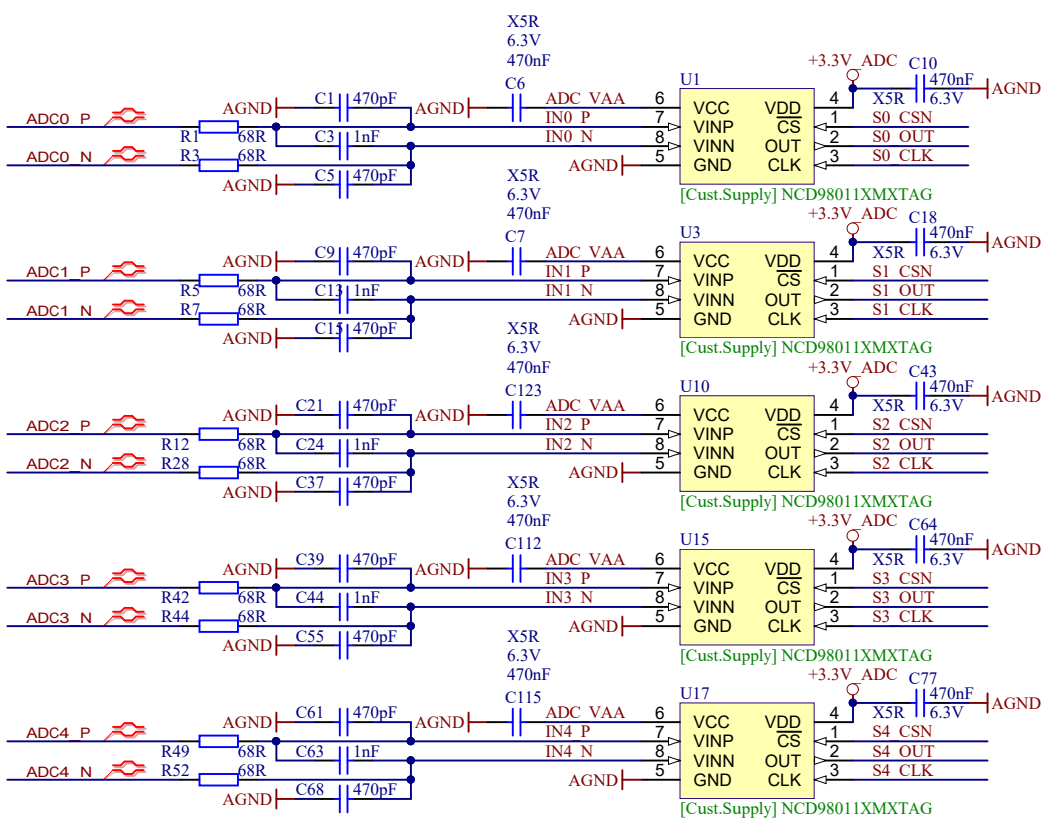 X5R
6.3V
470nF
+3.3V_ADC C10
AGND C1 470pF AGND C6 ADC_VAA 6 U1 VCC VDD 4 X5R 470nF 6.3V AGND
ADC0_P R1 68R C3 1nF IN0_P 7 VINP CS 1 S0_CSN
ADC0_N R3 68R IN0_N 8 VINN OUT 2 S0_OUT
AGND C5 470pF AGND 5 GND CLK 3 S0_CLK
[Cust.Supply] NCD98011XMXTAG
X5R
6.3V
470nF
+3.3V_ADC C18
AGND C9 470pF AGND C7 ADC_VAA 6 U3 VCC VDD 4 X5R 470nF 6.3V AGND
ADC1_P R5 68R C13 1nF IN1_P 7 VINP CS 1 S1_CSN
ADC1_N R7 68R IN1_N 8 VINN OUT 2 S1_OUT
AGND C15 470pF AGND 5 GND CLK 3 S1_CLK
[Cust.Supply] NCD98011XMXTAG
X5R
6.3V
470nF
+3.3V_ADC C43
AGND C21 470pF AGND C123 ADC_VAA 6 U10 VCC VDD 4 X5R 470nF 6.3V AGND
ADC2_P R12 68R C24 1nF IN2_P 7 VINP CS 1 S2_CSN
ADC2_N R28 68R IN2_N 8 VINN OUT 2 S2_OUT
AGND C37 470pF AGND 5 GND CLK 3 S2_CLK
[Cust.Supply] NCD98011XMXTAG
X5R
6.3V
470nF
+3.3V_ADC C64
AGND C39 470pF AGND C112 ADC_VAA 6 U15 VCC VDD 4 X5R 470nF 6.3V AGND
ADC3_P R42 68R C44 1nF IN3_P 7 VINP CS 1 S3_CSN
ADC3_N R44 68R IN3_N 8 VINN OUT 2 S3_OUT
AGND C55 470pF AGND 5 GND CLK 3 S3_CLK
[Cust.Supply] NCD98011XMXTAG
X5R
6.3V
470nF
+3.3V_ADC C77
AGND C61 470pF AGND C115 ADC_VAA 6 U17 VCC VDD 4 X5R 470nF 6.3V AGND
ADC4_P R49 68R C63 1nF IN4_P 7 VINP CS 1 S4_CSN
ADC4_N R52 68R IN4_N 8 VINN OUT 2 S4_OUT
AGND C68 470pF AGND 5 GND CLK 3 S4_CLK
[Cust.Supply] NCD98011XMXTAG